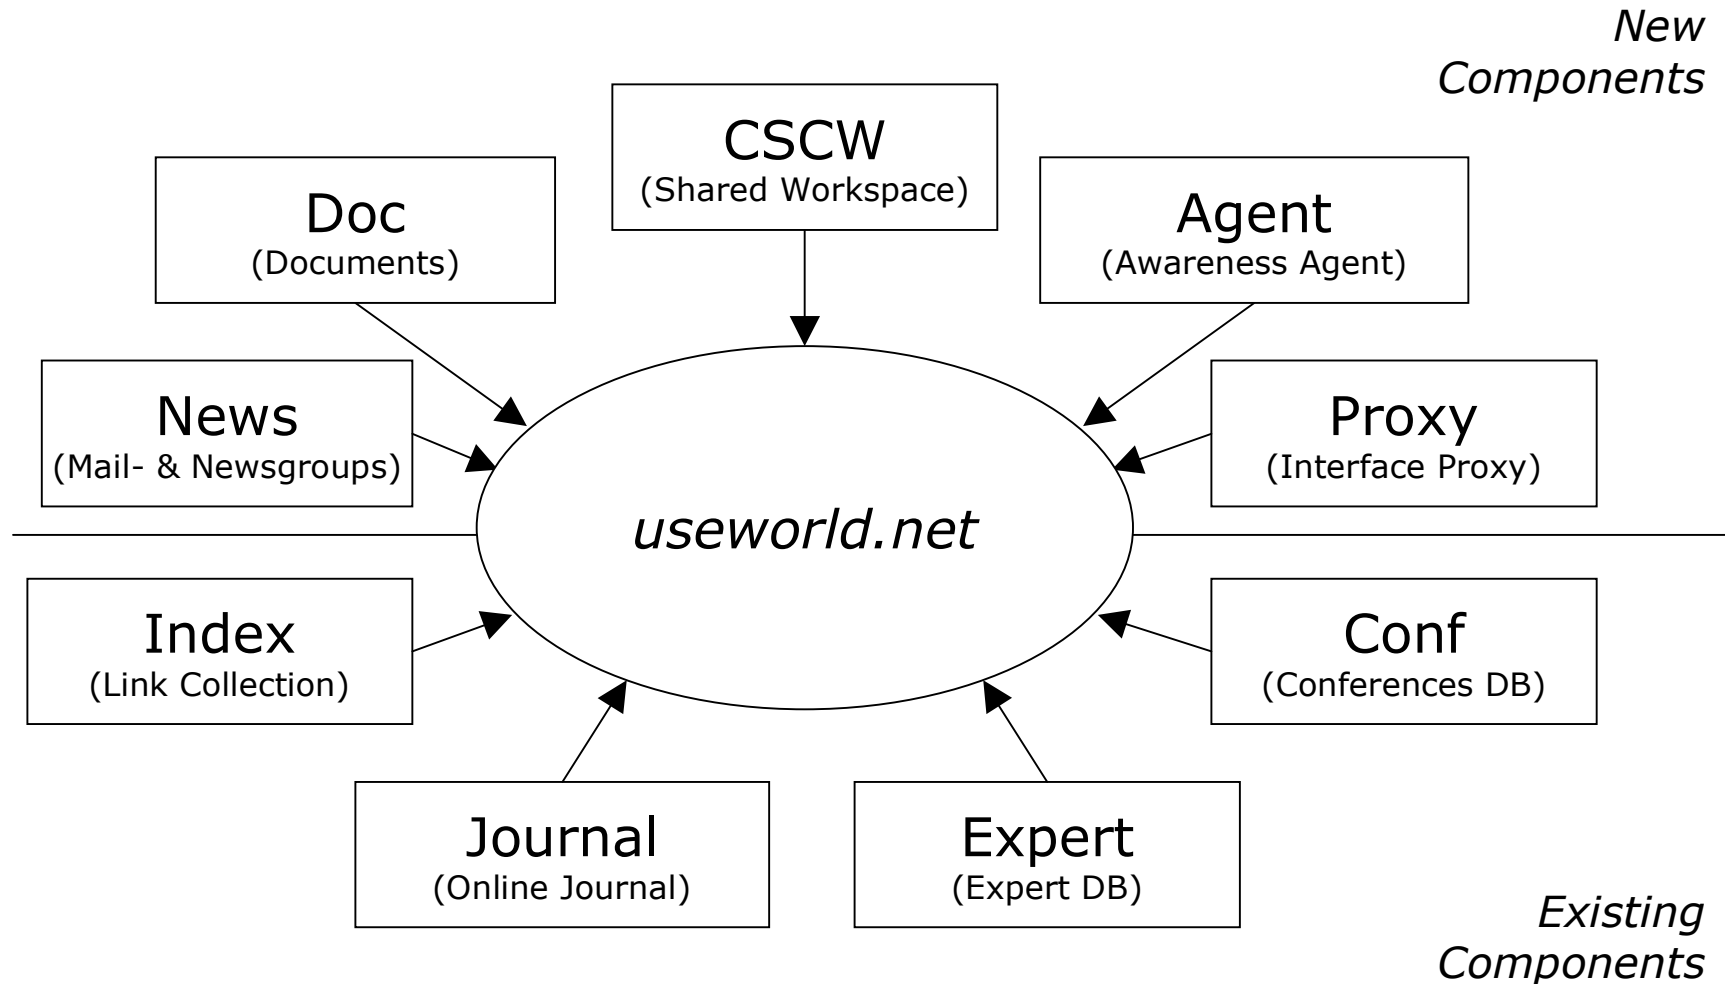 New
Components
CSCW
(Shared Workspace)
Doc
(Documents)
Agent
(Awareness Agent)
News
(Mail- & Newsgroups)
Proxy
(Interface Proxy)
useworld.net
Index
(Link Collection)
Conf
(Conferences DB)
Journal
(Online Journal)
Expert
(Expert DB)
Existing
Components